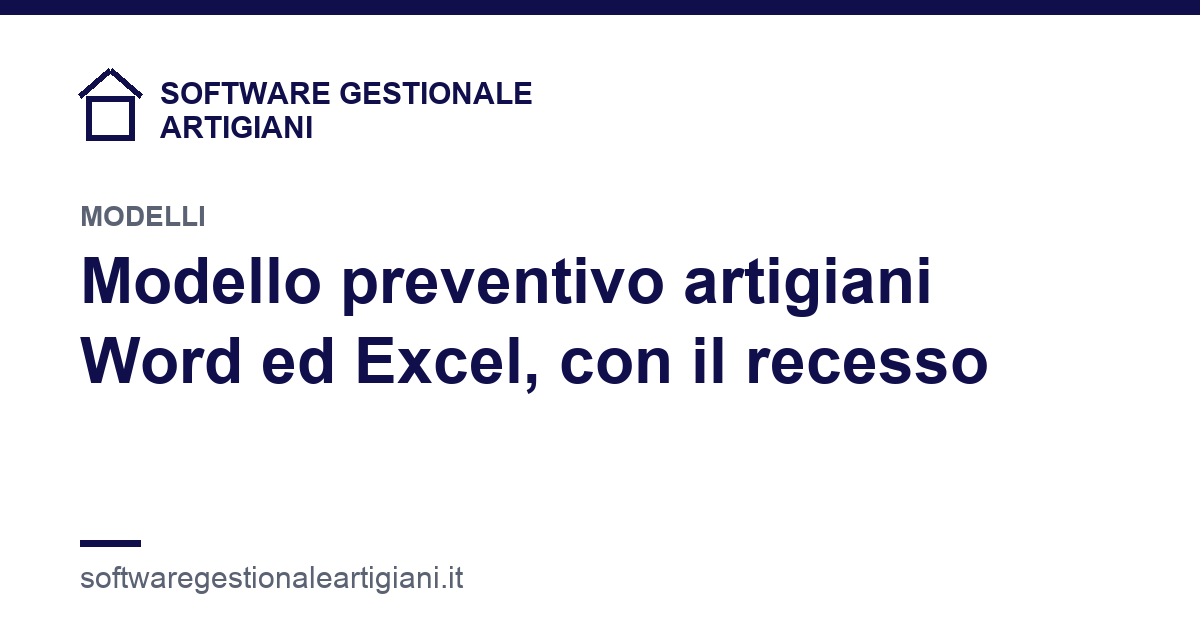 SOFTWARE GESTIONALE
ARTIGIANI
MODELLI
Modello preventivo artigiani
Word ed Excel, con il recesso
softwaregestionaleartigiani.it